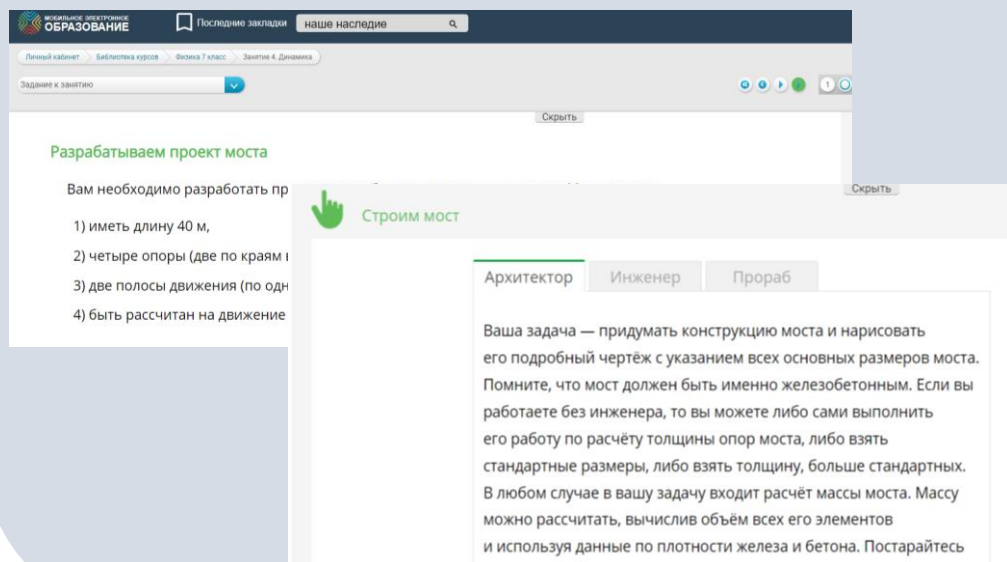 МОБИЛЬНОЕ ЭЛЕКТРОННОЕ
ОБРАЗОВАНИЕ
Последние закладки
наше наследие
Личный кабинет
Библиотека курсов
Физика 7 класс
Занятие 4. Динамика
Задание к занятию
1
Скрыть
Разрабатываем проект моста
Вам необходимо разработать пр
1) иметь длину 40 м,
2) четыре опоры (две по краям
3) две полосы движения (по одн
4) быть рассчитан на движение
Скрыть
Строим мост
Архитектор
Инженер
Прораб
Ваша задача — придумать конструкцию моста и нарисовать
его подробный чертёж с указанием всех основных размеров моста.
Помните, что мост должен быть именно железобетонным. Если вы
работаете без инженера, то вы можете либо сами выполнить
его работу по расчёту толщины опор моста, либо взять
стандартные размеры, либо взять толщину, больше стандартных.
В любом случае в вашу задачу входит расчёт массы моста. Массу
можно рассчитать, вычислив объём всех его элементов
и используя данные по плотности железа и бетона. Постарайтесь